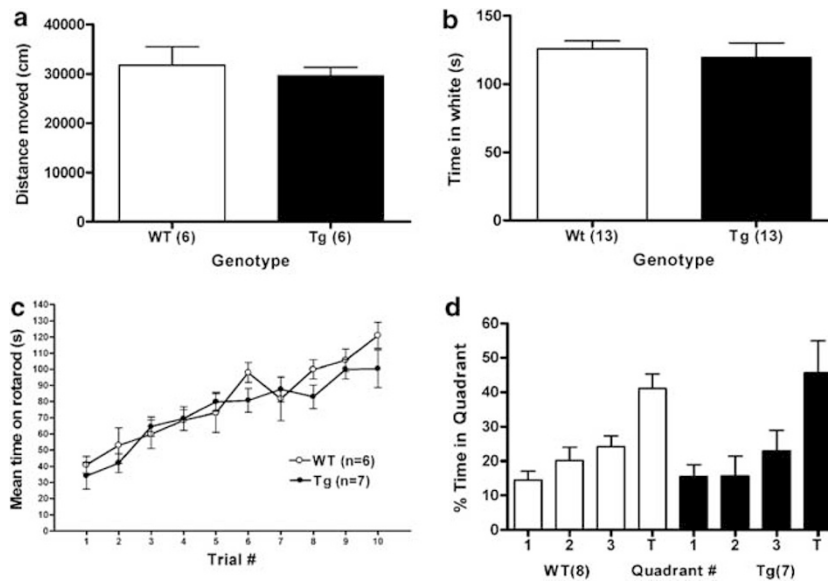 a
40000
30000
20000
10000
0
Distance moved (cm)
WT (6) Tg (6)
Genotype
b
150
100
50
0
Time in white (s)
Wt (13) Tg (13)
Genotype
c
140
130
120
110
100
90
80
70
60
50
40
30
20
10
0
Mean time on rotarod (s)
WT (n=6)
Tg (n=7)
1 2 3 4 5 6 7 8 9 10
Trial #
d
60
40
20
10
0
% Time in Quadrant
1 2 3 T 1 2 3 T
WT(8) Quadrant # Tg(7)